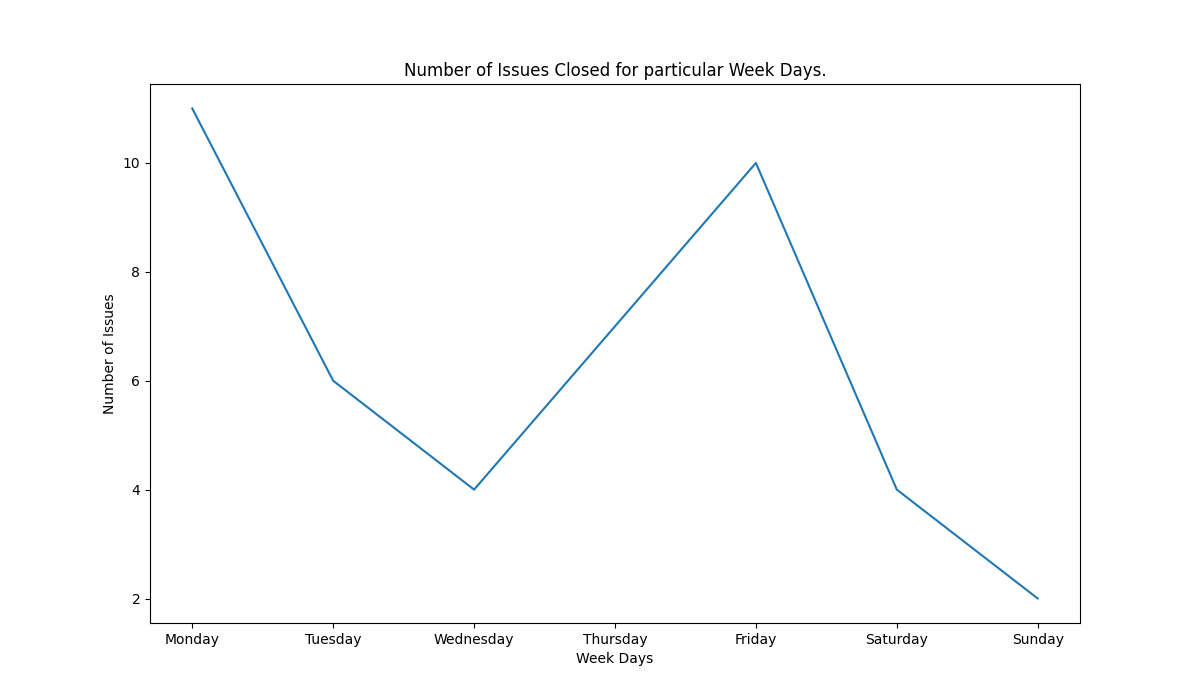 Number of Issues Closed for particular Week Days.
Number of Issues
10
8
6
4
2
Monday Tuesday Wednesday Thursday Friday Saturday Sunday
Week Days